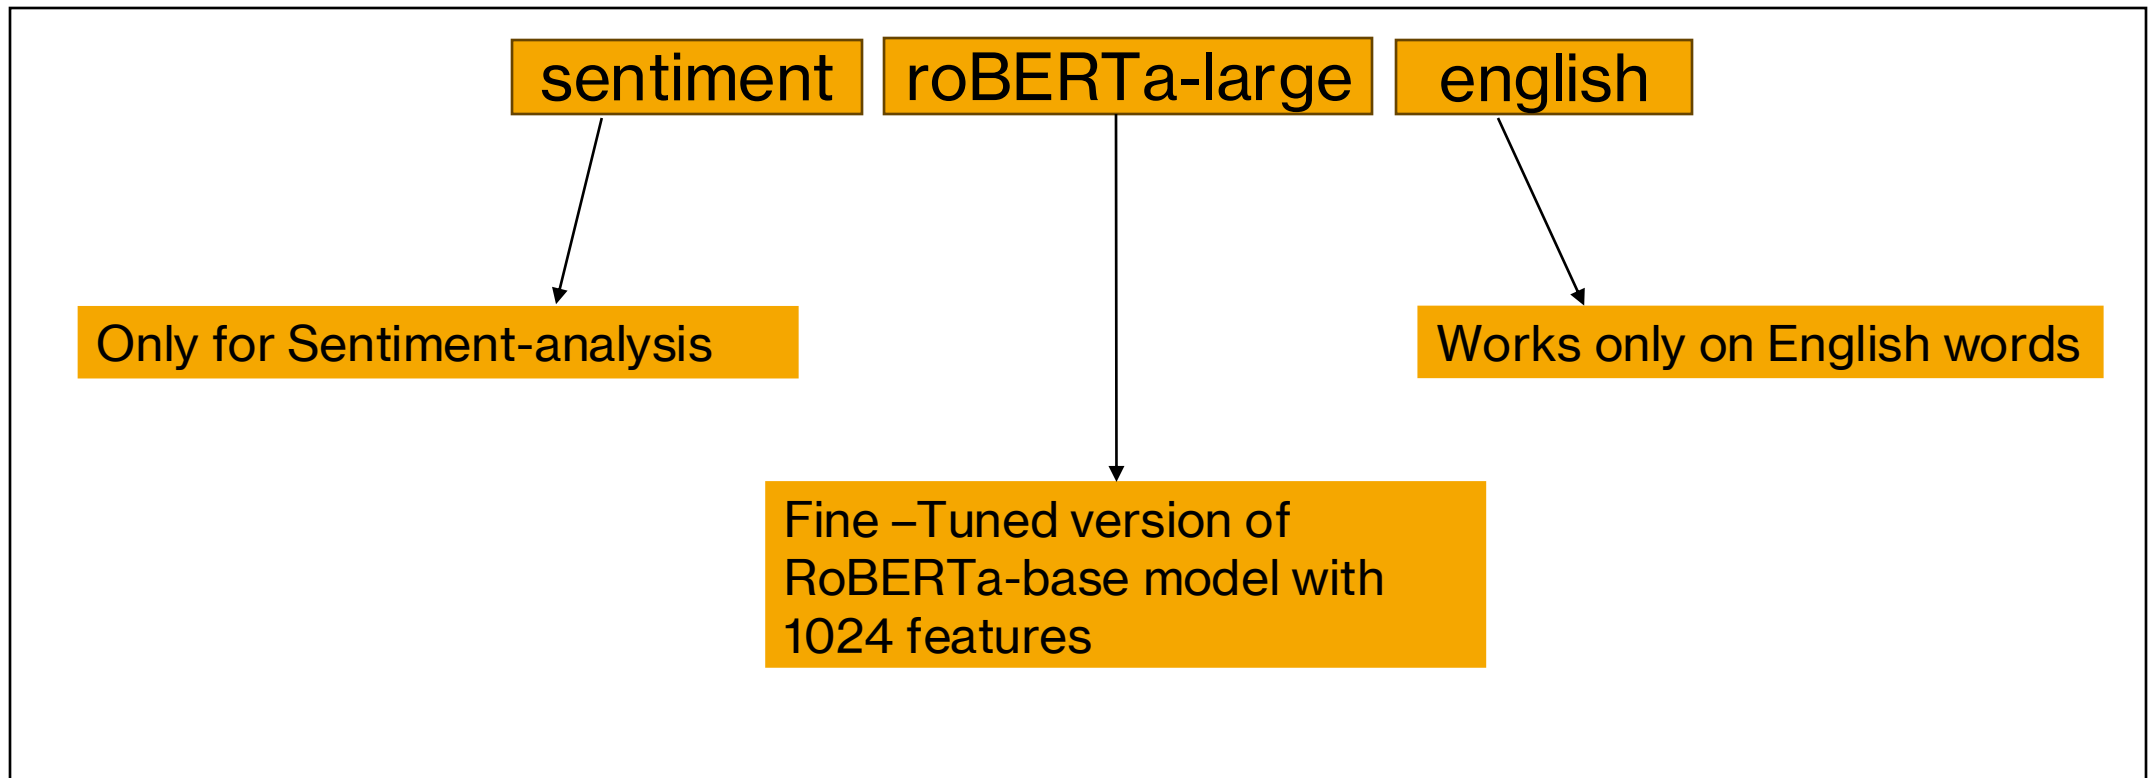 sentiment
roBERTa-large
english
Only for Sentiment-analysis
Works only on English words
Fine –Tuned version of
RoBERTa-base model with
1024 features